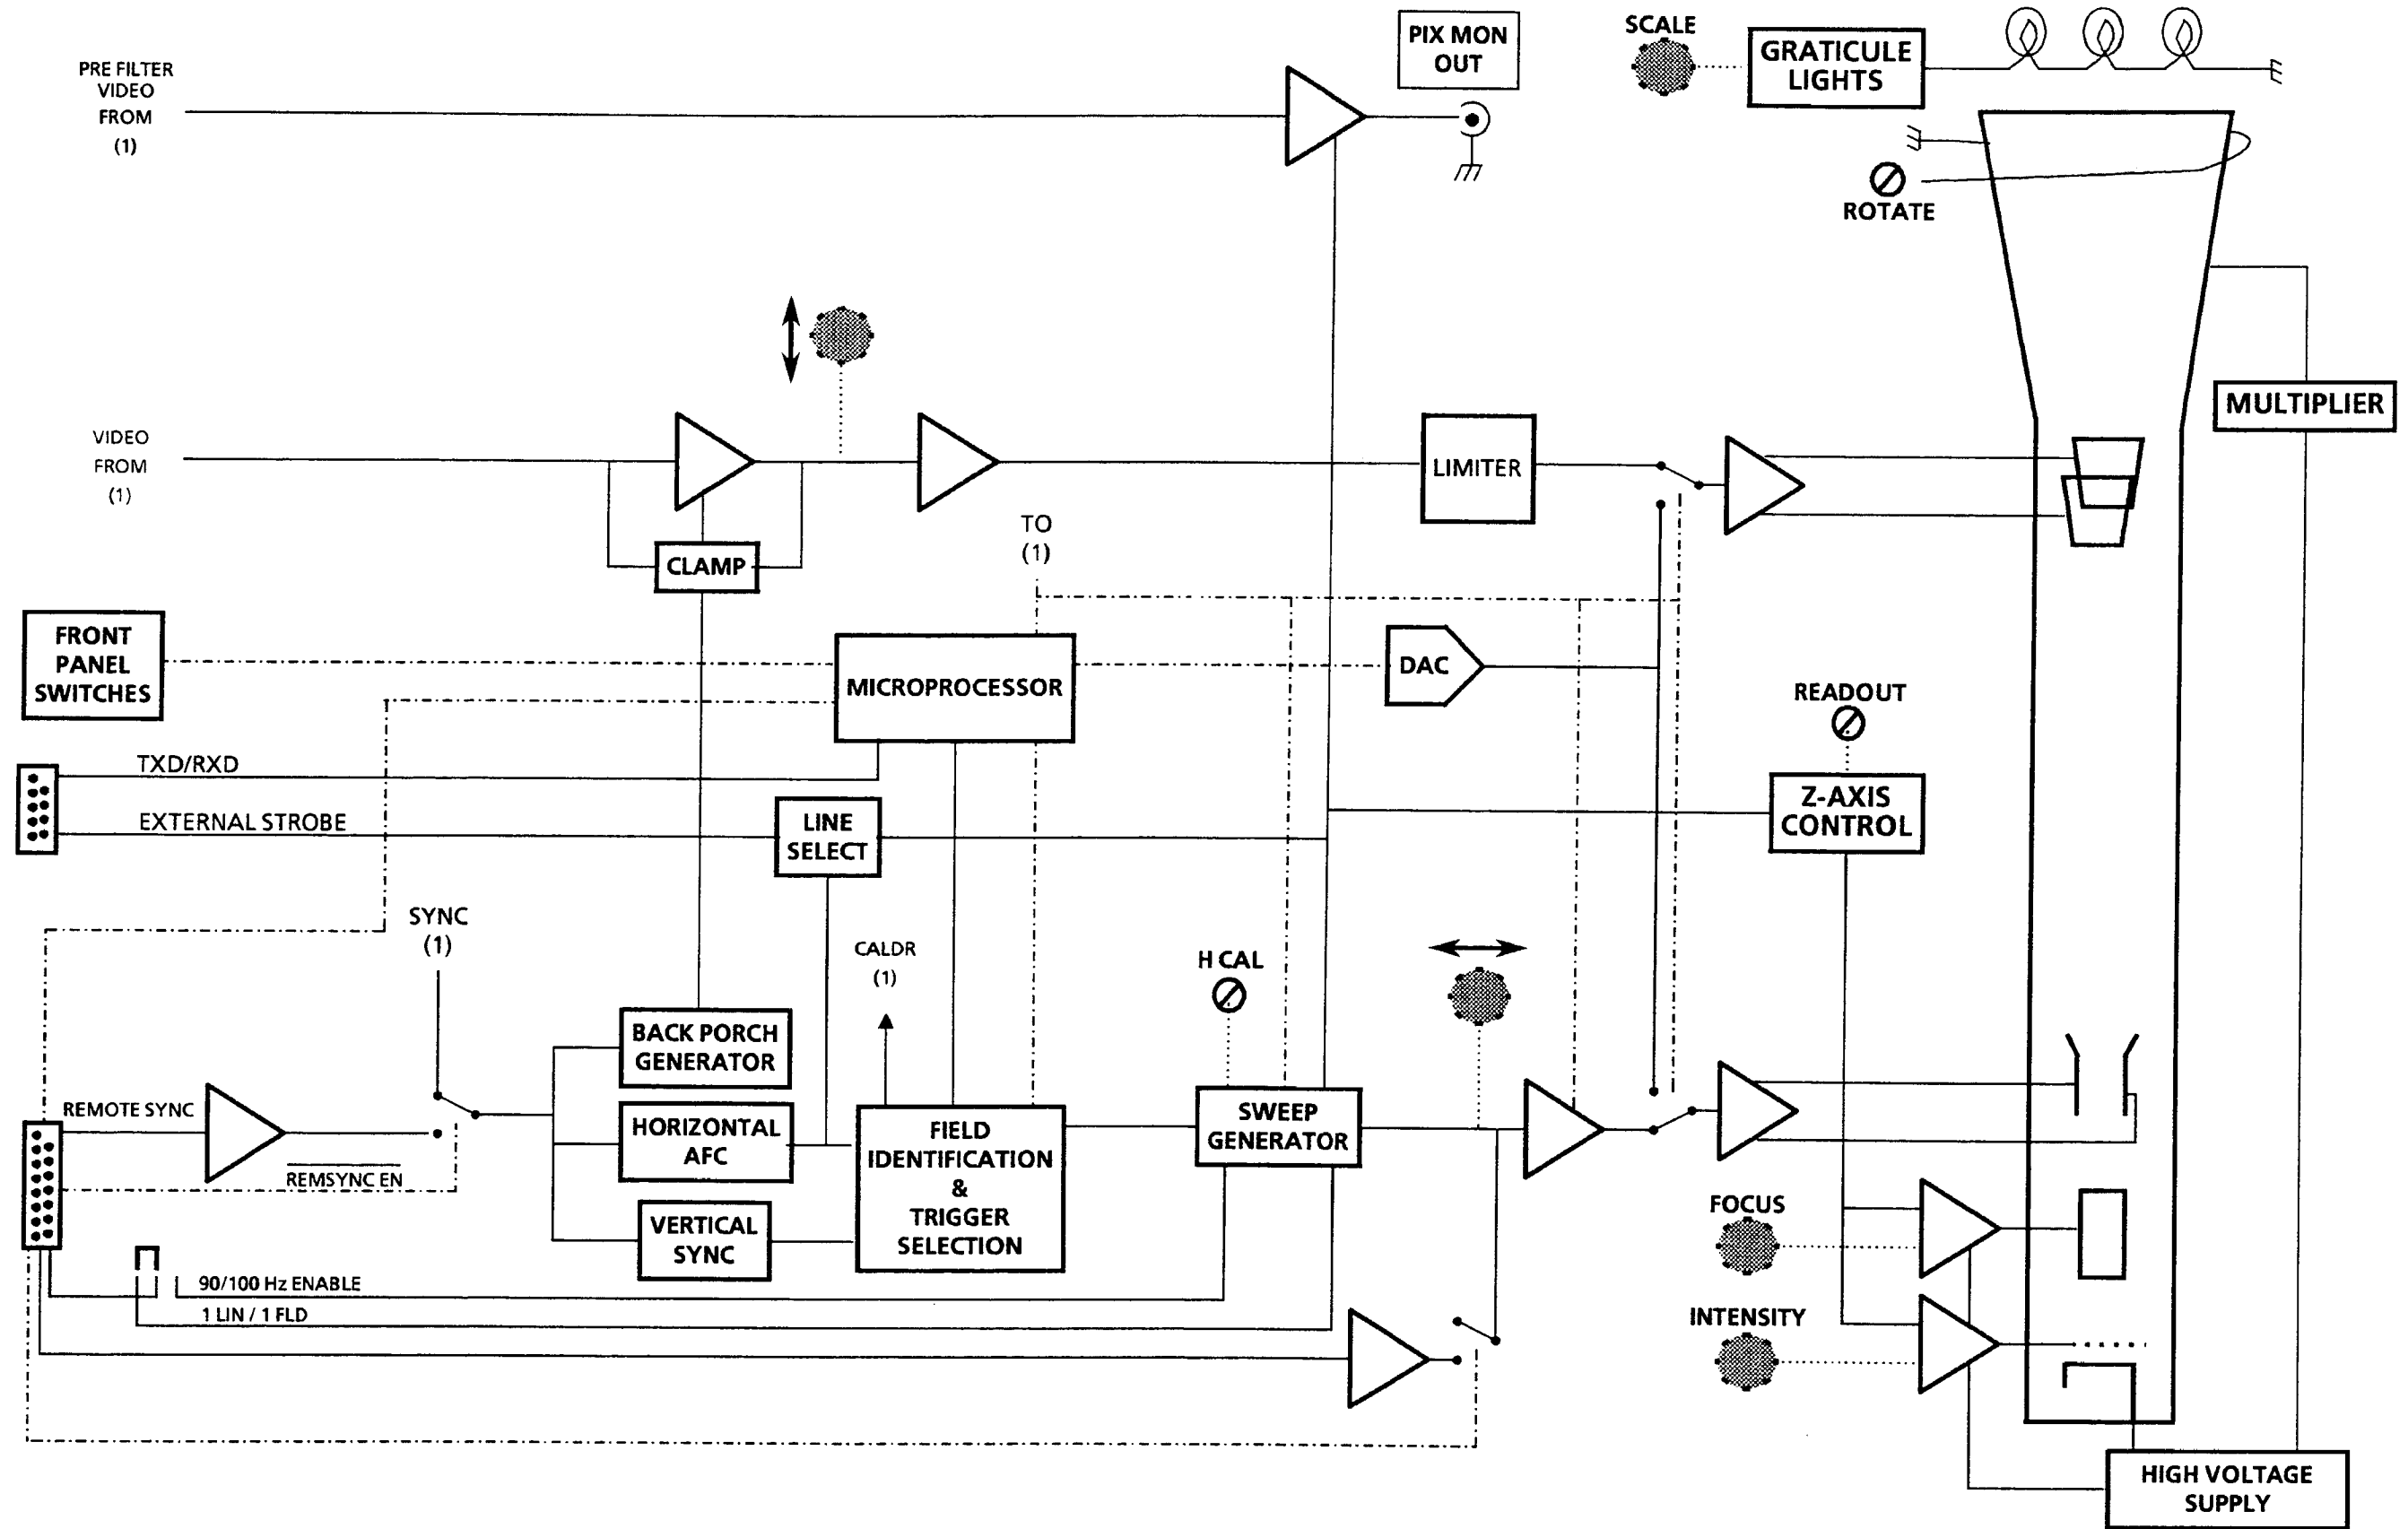 PIX MON
OUT
SCALE
GRATICULE
LIGHTS
PRE FILTER
VIDEO
FROM
(1)
ROTATE
MULTIPLIER
VIDEO
FROM
(1)
LIMITER
TO
(1)
CLAMP
FRONT
PANEL
SWITCHES
MICROPROCESSOR
DAC
READOUT
TXD/RXD
EXTERNAL STROBE
LINE
SELECT
Z-AXIS
CONTROL
SYNC
(1)
CALDR
(1)
H CAL
BACK PORCH
GENERATOR
REMOTE SYNC
HORIZONTAL
AFC
FIELD
IDENTIFICATION
&
TRIGGER
SELECTION
SWEEP
GENERATOR
REMSYNC EN
VERTICAL
SYNC
FOCUS
90/100 Hz ENABLE
1 LIN / 1 FLD
INTENSITY
HIGH VOLTAGE
SUPPLY